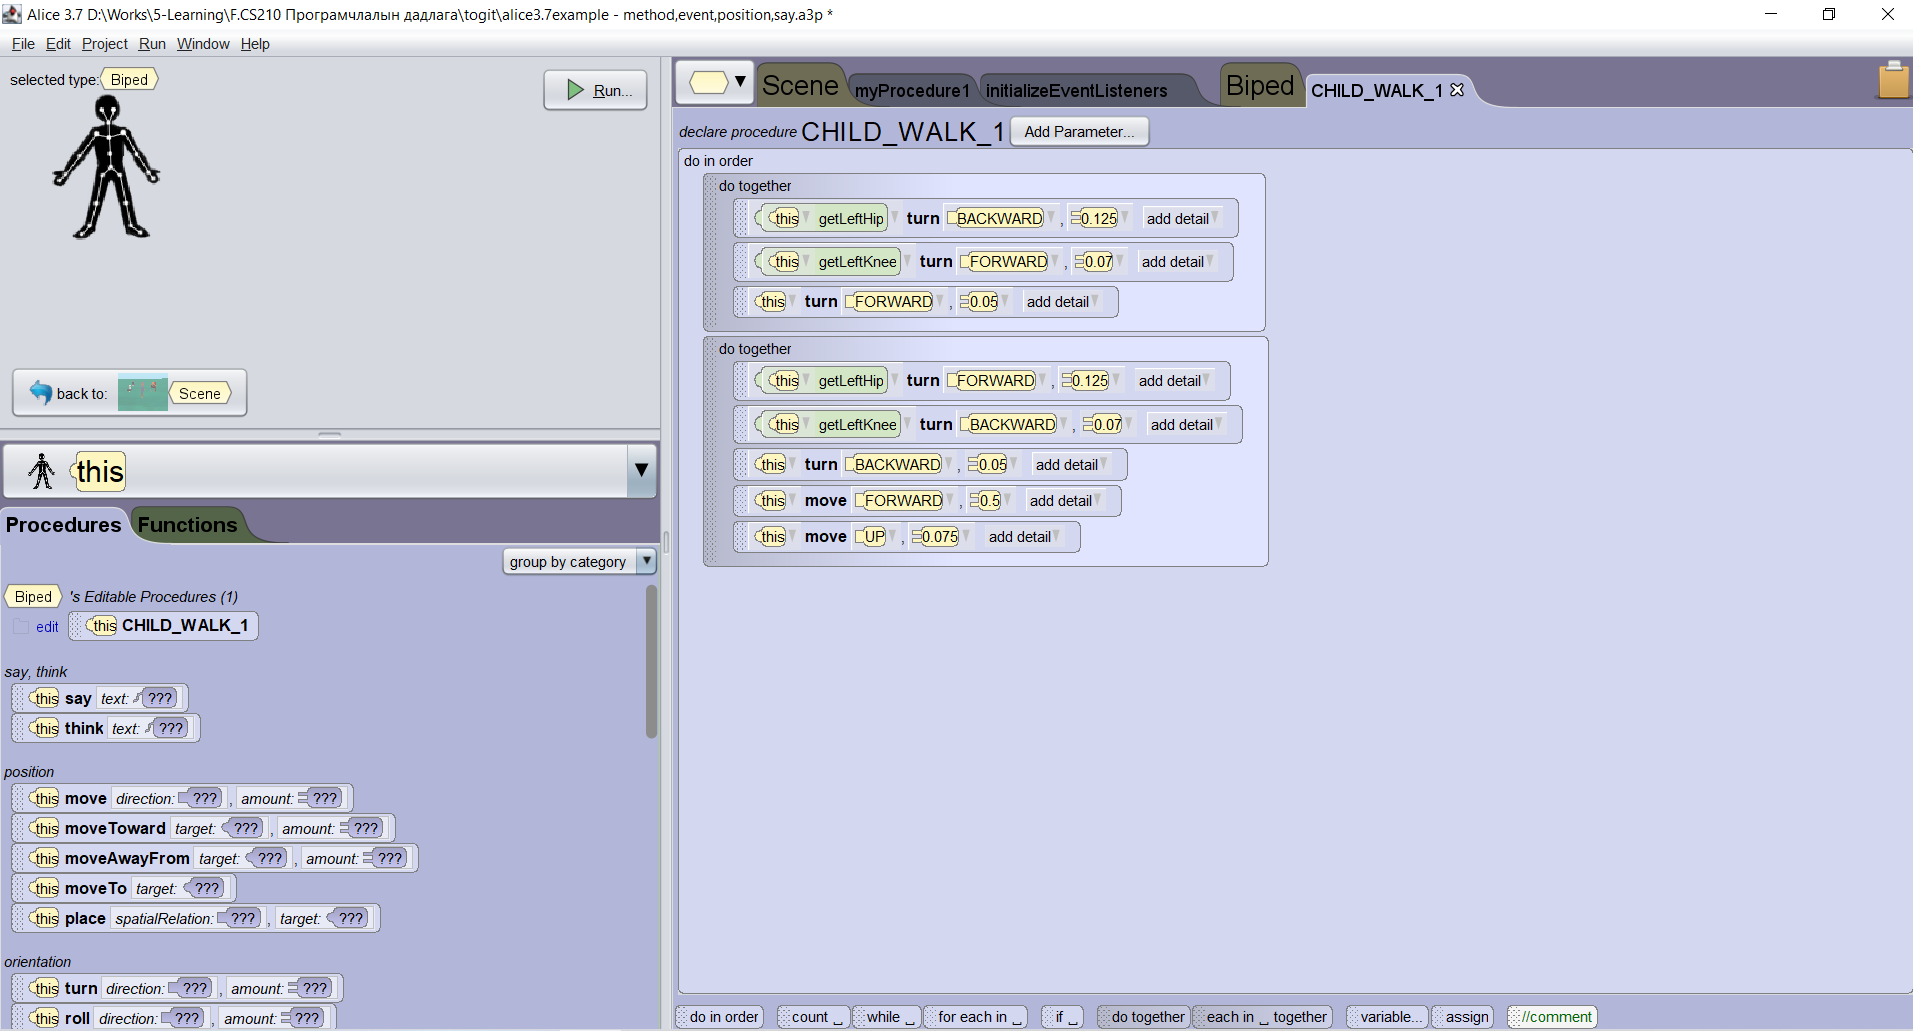 Alice 3.7 D:\Works\5-Learning\F.CS210 Програмчлалын дадлага\togit\alice3.7example - method,event,position,say.a3p *
File Edit Project Run Window Help
selected type: Biped
Run...
back to: Scene
this
Procedures Functions
group by category
Biped 's Editable Procedures (1)
edit this CHILD_WALK_1
say, think
this say text: ???
this think text: ???
position
this move direction: ??? , amount: ???
this moveToward target: ??? , amount: ???
this moveAwayFrom target: ??? , amount: ???
this moveTo target: ???
this place spatialRelation: ??? , target: ???
orientation
this turn direction: ??? , amount: ???
this roll direction: ??? , amount: ???
Scene myProcedure1 initializeEventListeners Biped CHILD_WALK_1
declare procedure CHILD_WALK_1 Add Parameter...
do in order
do together
this getLeftHip turn BACKWARD , 0.125 add detail
this getLeftKnee turn FORWARD , 0.07 add detail
this turn FORWARD , 0.05 add detail
do together
this getLeftHip turn FORWARD , 0.125 add detail
this getLeftKnee turn BACKWARD , 0.07 add detail
this turn BACKWARD , 0.05 add detail
this move FORWARD , 0.5 add detail
this move UP , 0.075 add detail
do in order count _ while _ for each in _ if _ do together each in _ together variable... assign //comment